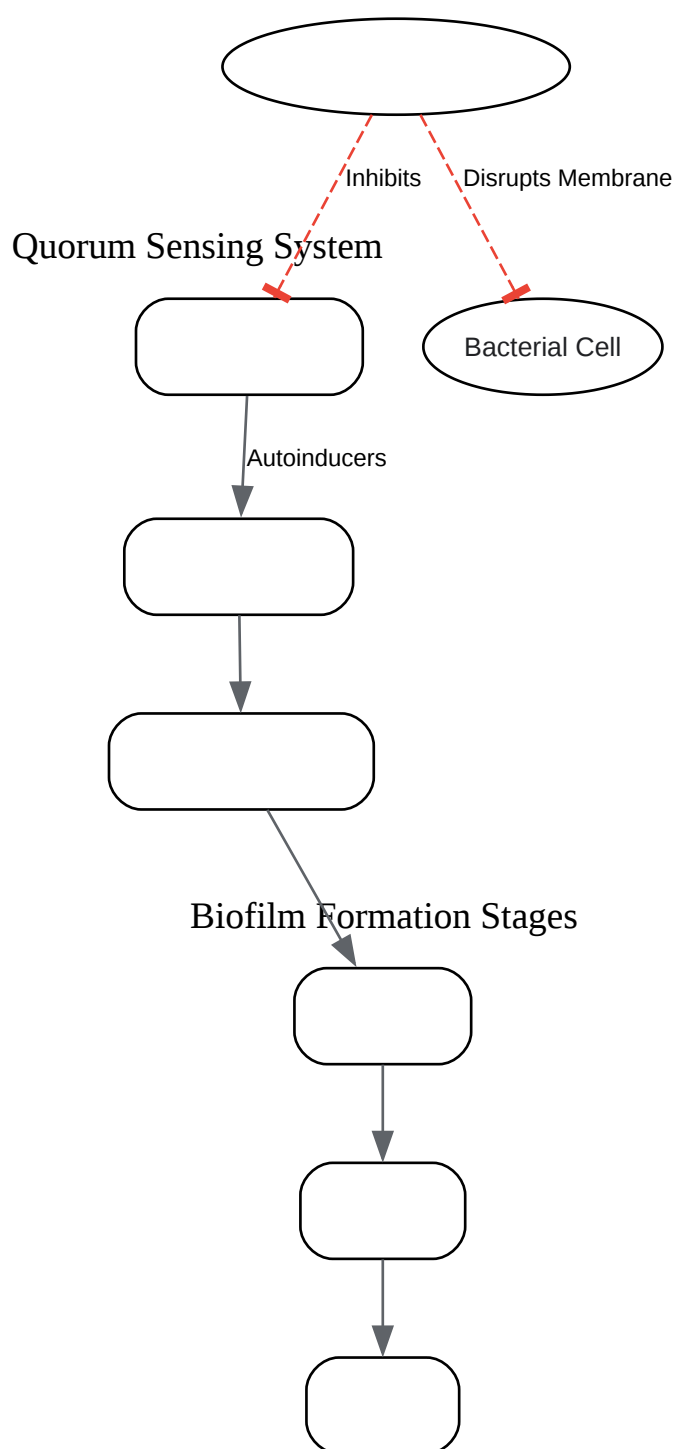 Inhibits
Disrupts Membrane
Quorum Sensing System
Bacterial Cell
Autoinducers
Biofilm Formation Stages